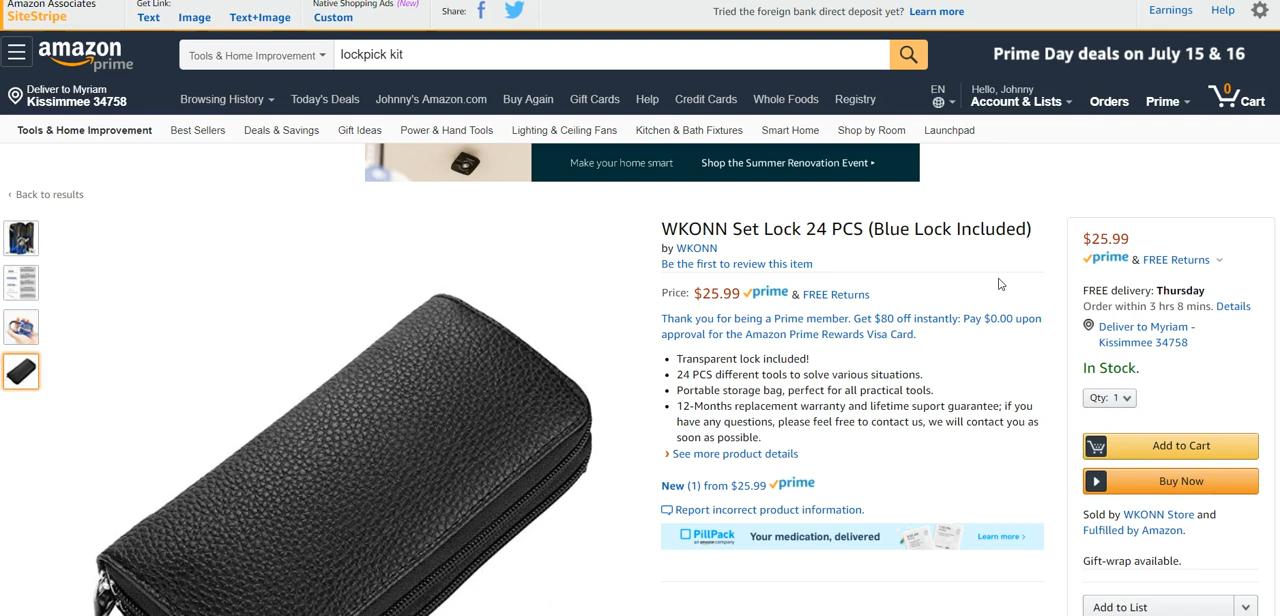 Amazon Associates
SiteStripe
Get Link:
Text Image Text+Image
Native Shopping Ads (New)
Custom
Share:
Tried the foreign bank direct deposit yet? Learn more
Earnings Help
amazon
prime
Tools & Home Improvement
lockpick kit
Prime Day deals on July 15 & 16
Deliver to Myriam
Kissimmee 34758
Browsing History Today's Deals Johnny's Amazon.com Buy Again Gift Cards Help Credit Cards Whole Foods Registry
EN
Hello, Johnny
Account & Lists
Orders
Prime
0
Cart
Tools & Home Improvement Best Sellers Deals & Savings Gift Ideas Power & Hand Tools Lighting & Ceiling Fans Kitchen & Bath Fixtures Smart Home Shop by Room Launchpad
Make your home smart Shop the Summer Renovation Event ▸
‹ Back to results
WKONN Set Lock 24 PCS (Blue Lock Included)
by WKONN
Be the first to review this item
Price: $25.99 prime & FREE Returns
Thank you for being a Prime member. Get $80 off instantly: Pay $0.00 upon
approval for the Amazon Prime Rewards Visa Card.
• Transparent lock included!
• 24 PCS different tools to solve various situations.
• Portable storage bag, perfect for all practical tools.
• 12-Months replacement warranty and lifetime suport guarantee; if you
have any questions, please feel free to contact us, we will contact you as
soon as possible.
› See more product details
New (1) from $25.99 prime
Report incorrect product information.
PillPack
an amazon company
Your medication, delivered
Learn more ›
$25.99
prime & FREE Returns
FREE delivery: Thursday
Order within 3 hrs 8 mins. Details
Deliver to Myriam -
Kissimmee 34758
In Stock.
Qty: 1
Add to Cart
Buy Now
Sold by WKONN Store and
Fulfilled by Amazon.
Gift-wrap available.
Add to List